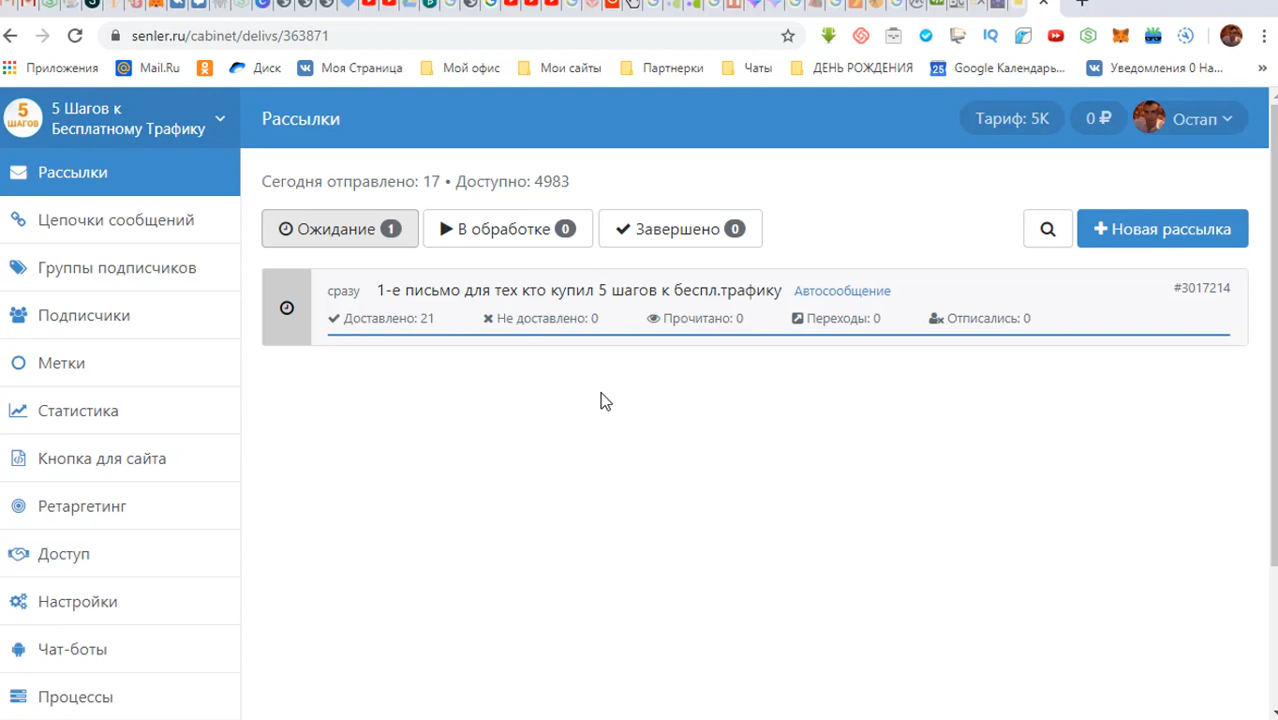 senler.ru/cabinet/delivs/363871
IQ
Приложения
@ Mail.Ru
Диск
Моя Страница
Мой офис
Мои сайты
Партнерки
Чаты
ДЕНЬ РОЖДЕНИЯ
25 Google Календарь...
Уведомления 0 На...
»
5 ШАГОВ
5 Шагов к
Бесплатному Трафику
Рассылки
Тариф: 5K
0 ₽
Остап
Рассылки
Цепочки сообщений
Группы подписчиков
Подписчики
Метки
Статистика
Кнопка для сайта
Ретаргетинг
Доступ
Настройки
Чат-боты
Процессы
Сегодня отправлено: 17 • Доступно: 4983
Ожидание 1
В обработке 0
Завершено 0
+ Новая рассылка
сразу 1-е письмо для тех кто купил 5 шагов к беспл.трафику Автосообщение #3017214
Доставлено: 21 Не доставлено: 0 Прочитано: 0 Переходы: 0 Отписались: 0